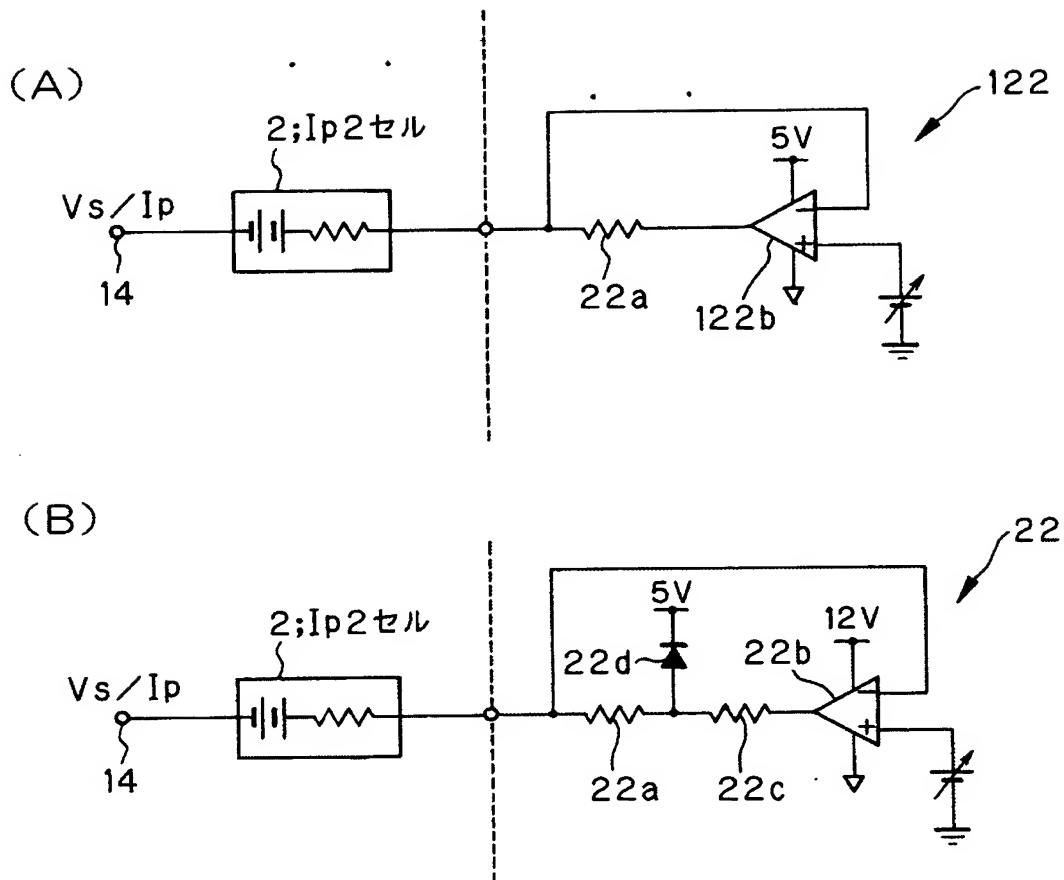 (A)
122
2;Ip2セル
5V
Vs/Ip
−
+
14
22a
122b
(B)
22
2;Ip2セル
5V
12V
22d
22b
Vs/Ip
−
+
14
22a
22c